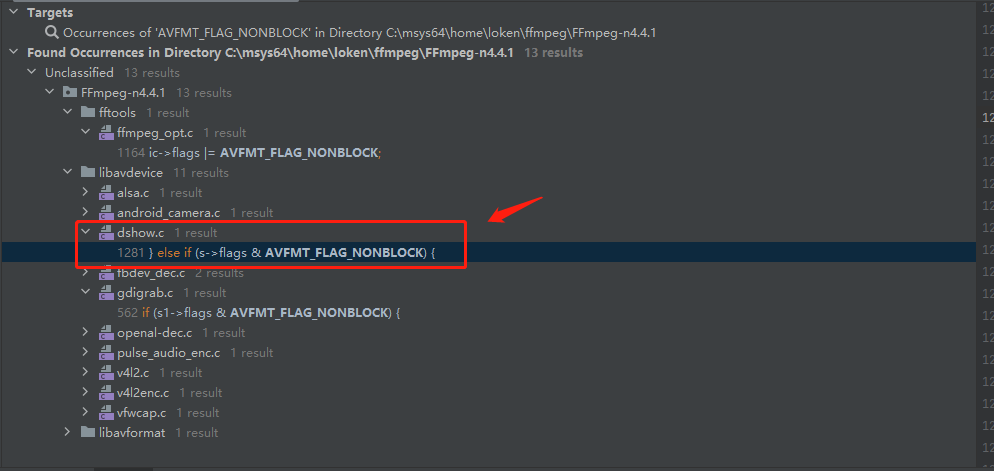 Targets
Occurrences of 'AVFMT_FLAG_NONBLOCK' in Directory C:\msys64\home\loken\ffmpeg\FFmpeg-n4.4.1
Found Occurrences in Directory C:\msys64\home\loken\ffmpeg\FFmpeg-n4.4.1 13 results
Unclassified 13 results
FFmpeg-n4.4.1 13 results
fftools 1 result
ffmpeg_opt.c 1 result
1164 ic->flags |= AVFMT_FLAG_NONBLOCK;
libavdevice 11 results
alsa.c 1 result
android_camera.c 1 result
dshow.c 1 result
1281 } else if (s->flags & AVFMT_FLAG_NONBLOCK) {
fbdev_dec.c 2 results
gdigrab.c 1 result
562 if (s1->flags & AVFMT_FLAG_NONBLOCK) {
openal-dec.c 1 result
pulse_audio_enc.c 1 result
v4l2.c 1 result
v4l2enc.c 1 result
vfwcap.c 1 result
libavformat 1 result